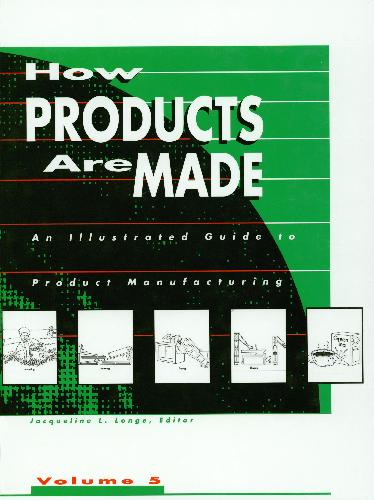 How
PRODUCTS
Are MADE
An Illustrated Guide to
Product Manufacturing
Jacqueline L. Longe, Editor
Volume 5